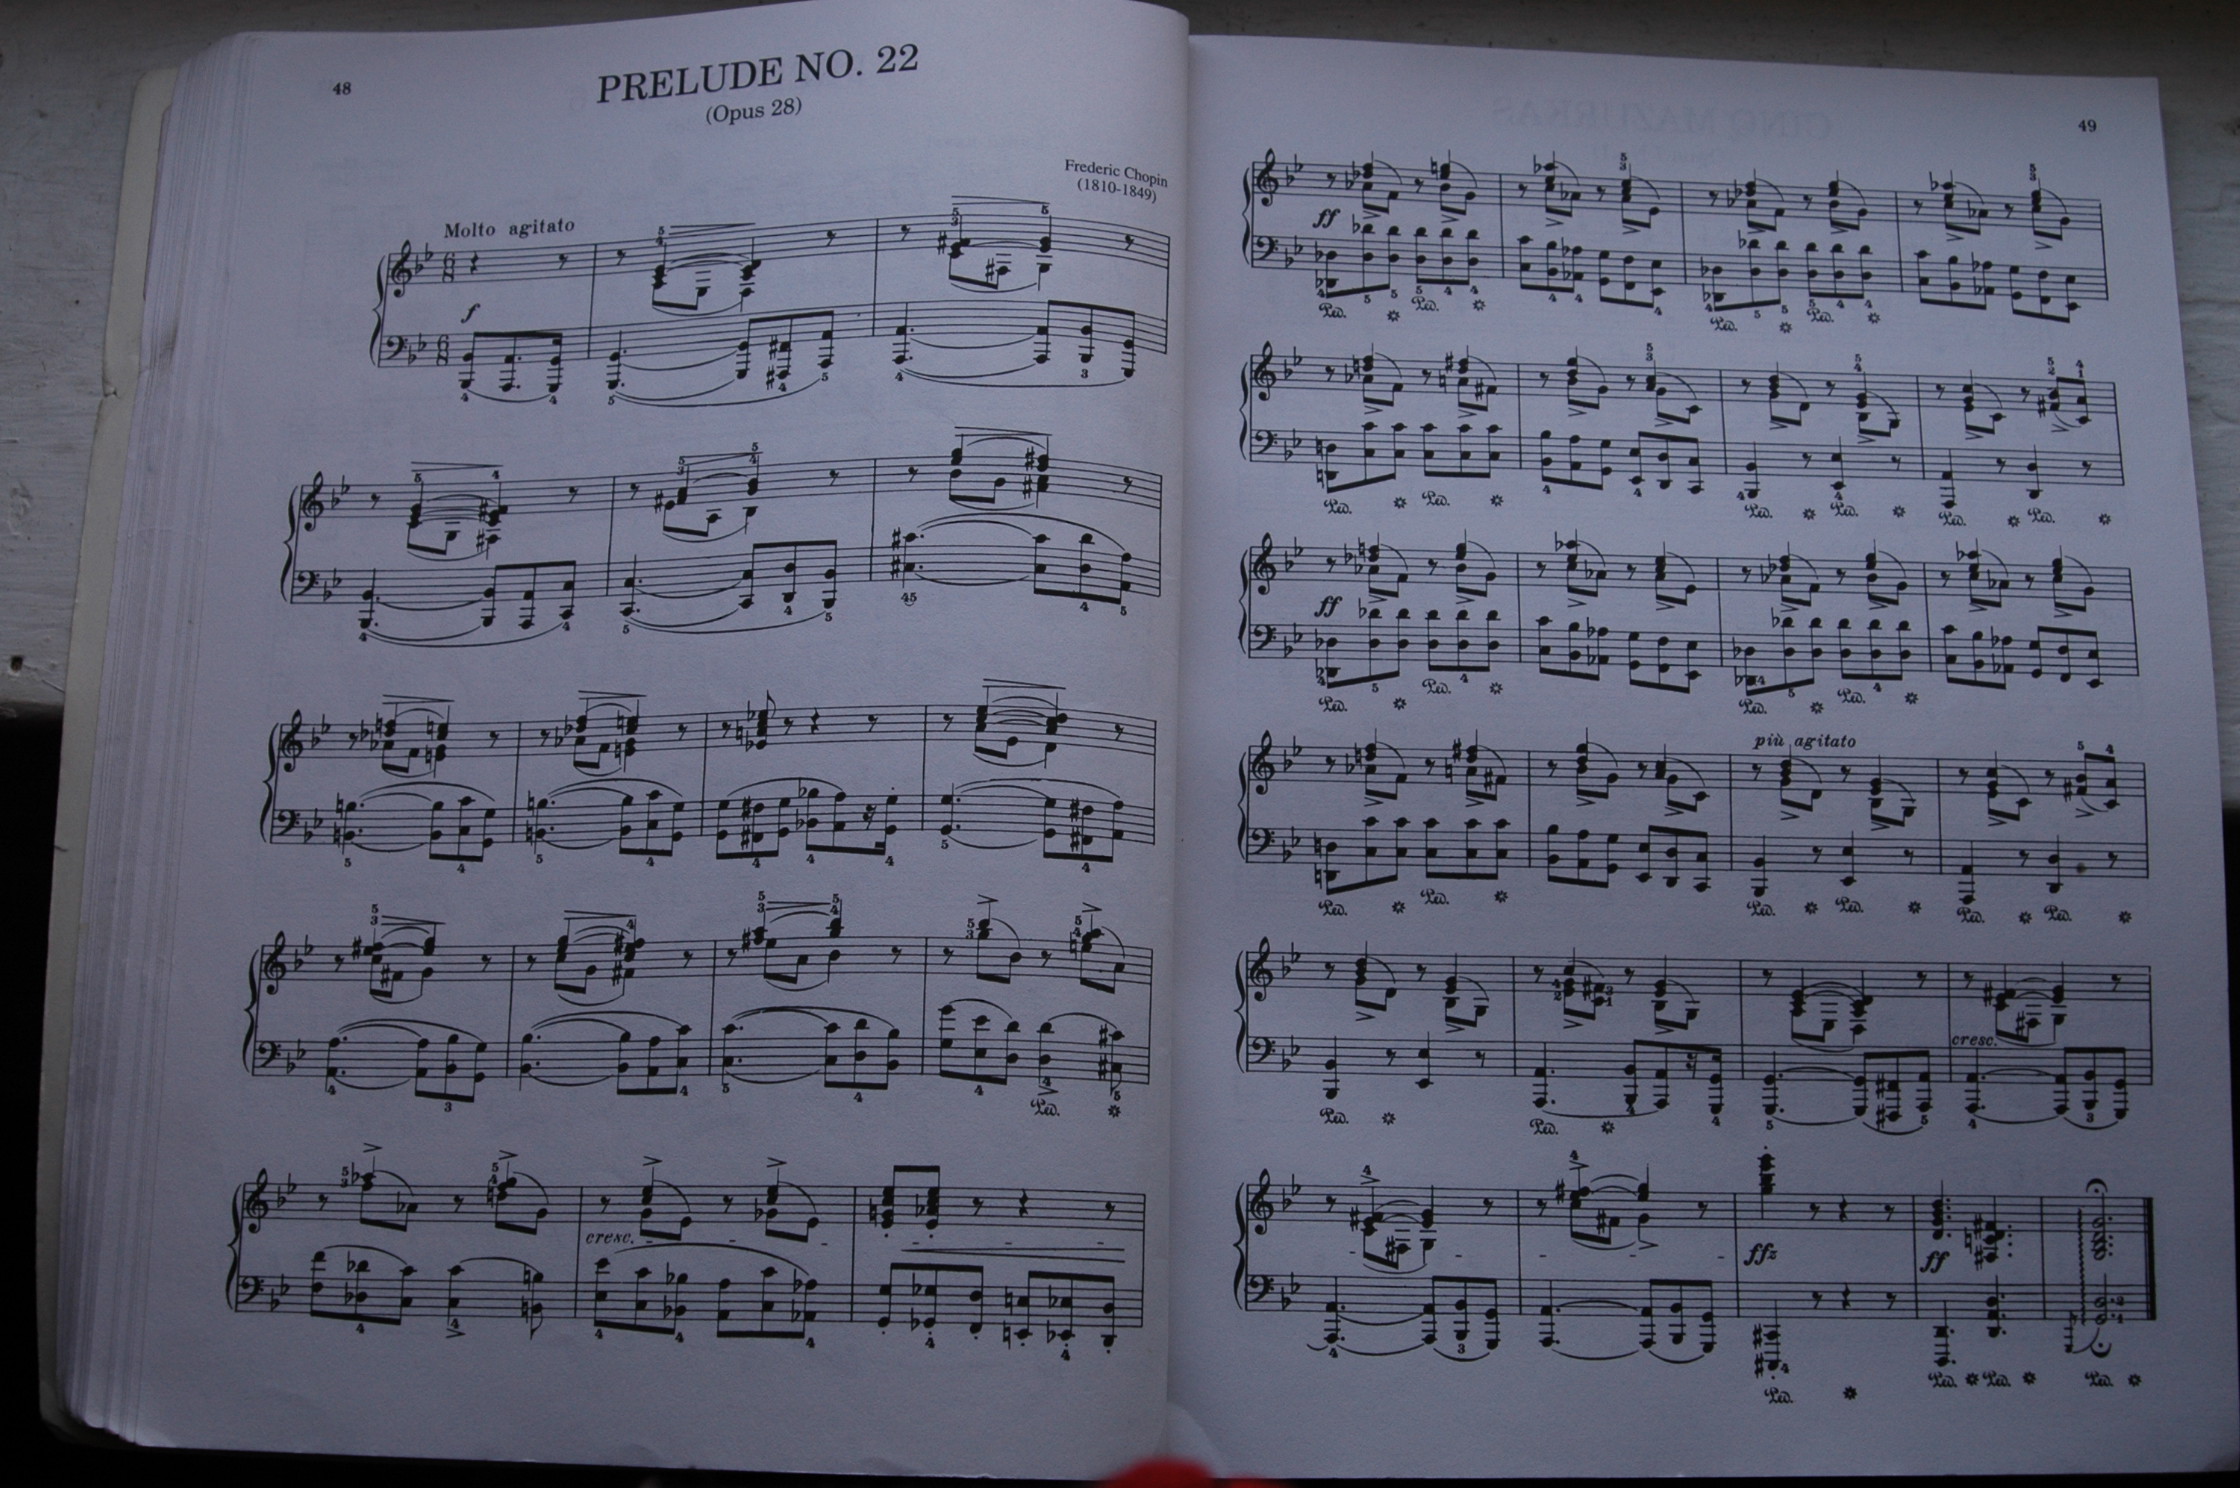 48
PRELUDE NO. 22
(Opus 28)
Frederic Chopin
(1810-1849)
Molto agitato
f
cresc.
49
ff
ff
più agitato
cresc.
ffz
ff